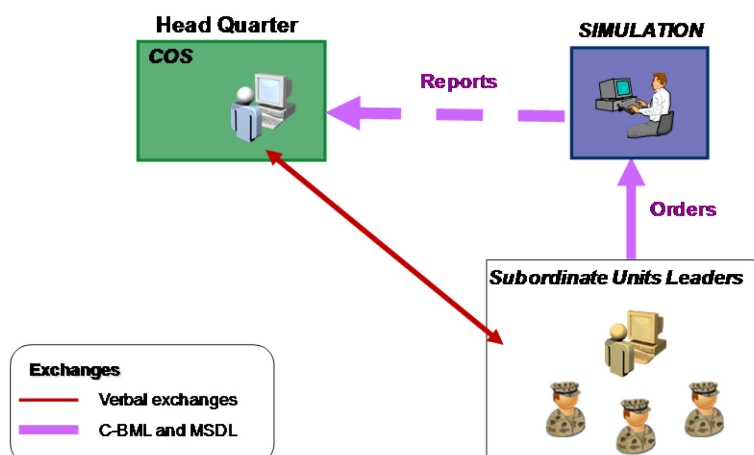 Head Quarter
COS
SIMULATION
Reports
Orders
Subordinate Units Leaders
Exchanges
Verbal exchanges
C-BML and MSDL